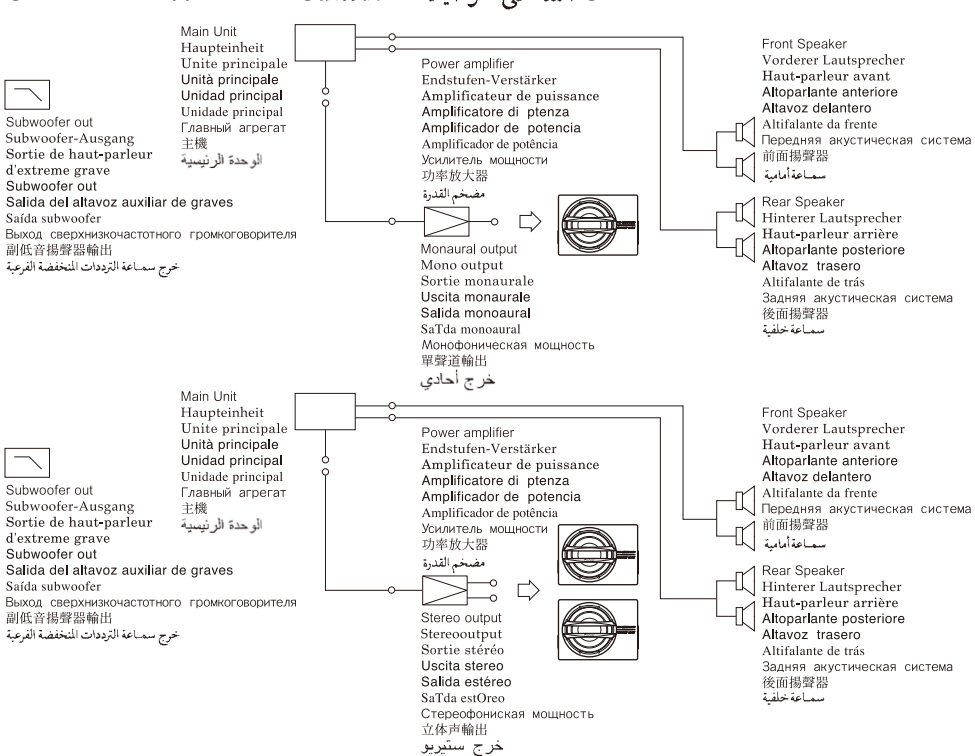 Main Unit
Haupteinheit
Unite principale
Unità principale
Unidad principal
Unidade principal
Главный агрегат
主機
الوحدة الرئيسية
Subwoofer out
Subwoofer-Ausgang
Sortie de haut-parleur
d'extreme grave
Subwoofer out
Salida del altavoz auxiliar de graves
Saída subwoofer
Выход сверхнизкочастотного громкоговорителя
副低音揚聲器輸出
خرج سماعة الترددات المنخفضة الفرعية
Power amplifier
Endstufen-Verstärker
Amplificateur de puissance
Amplificatore di ptenza
Amplificador de potencia
Amplificador de potência
Усилитель мощности
功率放大器
مضخم القدرة
Monaural output
Mono output
Sortie monaurale
Uscita monaurale
Salida monoaural
SaTda monoaural
Монофоническая мощность
單聲道輸出
خرج أحادي
Front Speaker
Vorderer Lautsprecher
Haut-parleur avant
Altoparlante anteriore
Altavoz delantero
Altifalante da frente
Передняя акустическая система
前面揚聲器
سماعة أمامية
Rear Speaker
Hinterer Lautsprecher
Haut-parleur arrière
Altoparlante posteriore
Altavoz trasero
Altifalante de trás
Задняя акустическая система
後面揚聲器
سماعة خلفية
Main Unit
Haupteinheit
Unite principale
Unità principale
Unidad principal
Unidade principal
Главный агрегат
主機
الوحدة الرئيسية
Subwoofer out
Subwoofer-Ausgang
Sortie de haut-parleur
d'extreme grave
Subwoofer out
Salida del altavoz auxiliar de graves
Saída subwoofer
Выход сверхнизкочастотного громкоговорителя
副低音揚聲器輸出
خرج سماعة الترددات المنخفضة الفرعية
Power amplifier
Endstufen-Verstärker
Amplificateur de puissance
Amplificatore di ptenza
Amplificador de potencia
Amplificador de potência
Усилитель мощности
功率放大器
مضخم القدرة
Stereo output
Stereooutput
Sortie stéréo
Uscita stereo
Salida estéreo
SaTda estOreo
Стереофониская мощность
立体声輸出
خرج ستيريو
Front Speaker
Vorderer Lautsprecher
Haut-parleur avant
Altoparlante anteriore
Altavoz delantero
Altifalante da frente
Передняя акустическая система
前面揚聲器
سماعة أمامية
Rear Speaker
Hinterer Lautsprecher
Haut-parleur arrière
Altoparlante posteriore
Altavoz trasero
Altifalante de trás
Задняя акустическая система
後面揚聲器
سماعة خلفية